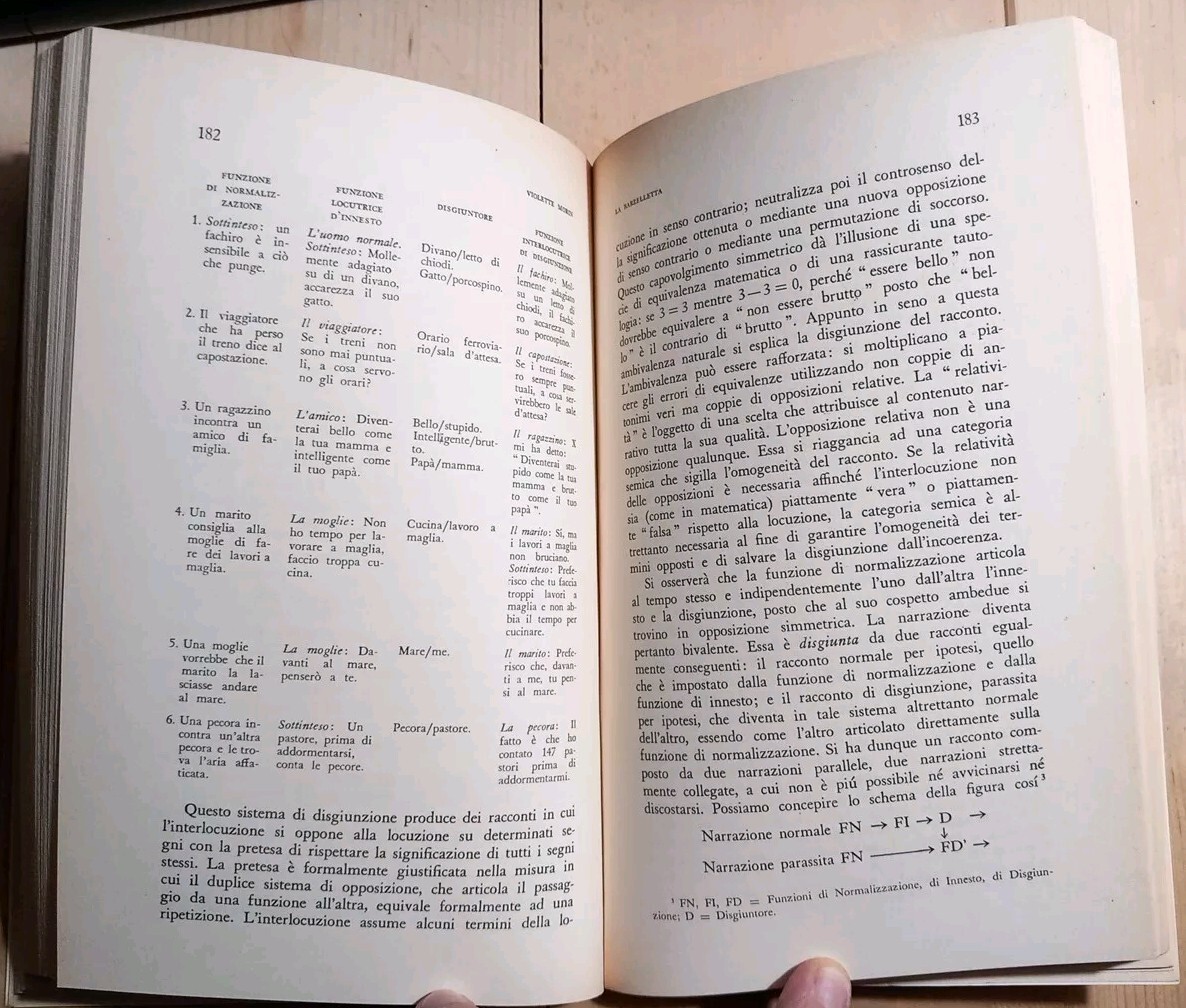 182
VIOLETTE MORIN
FUNZIONE
DI NORMALIZ-
ZAZIONE
FUNZIONE
LOCUTRICE
D'INNESTO
DISGIUNTORE
FUNZIONE
INTERLOCUTRICE
DI DISGIUNZIONE
1. Sottinteso: un
fachiro è in-
sensibile a ciò
che punge.
L'uomo normale.
Sottinteso: Molle-
mente adagiato
su di un divano,
accarezza il suo
gatto.
Divano/letto di
chiodi.
Gatto/porcospino.
Il fachiro: Mol-
lemente adagiato
su un letto di
chiodi, il fachi-
ro accarezza il
suo porcospino.
2. Il viaggiatore
che ha perso
il treno dice al
capostazione.
Il viaggiatore:
Se i treni non
sono mai puntua-
li, a cosa servo-
no gli orari?
Orario ferrovia-
rio/sala d'attesa.
Il capostazione:
Se i treni fosse-
ro sempre pun-
tuali, a cosa ser-
virebbero le sale
d'attesa?
3. Un ragazzino
incontra un
amico di fa-
miglia.
L'amico: Diven-
terai bello come
la tua mamma e
intelligente come
il tuo papà.
Bello/stupido.
Intelligente/brut-
to.
Papà/mamma.
Il ragazzino: X
mi ha detto:
"Diventerai stu-
pido come la tua
mamma e brut-
to come il tuo
papà".
4. Un marito
consiglia alla
moglie di fa-
re dei lavori a
maglia.
La moglie: Non
ho tempo per la-
vorare a maglia,
faccio troppa cu-
cina.
Cucina/lavoro a
maglia.
Il marito: Sí, ma
i lavori a maglia
non bruciano.
Sottinteso: Prefe-
risco che tu faccia
troppi lavori a
maglia e non ab-
bia il tempo per
cucinare.
5. Una moglie
vorrebbe che il
marito la la-
sciasse andare
al mare.
La moglie: Da-
vanti al mare,
penserò a te.
Mare/me.
Il marito: Prefe-
risco che, davan-
ti a me, tu pen-
si al mare.
6. Una pecora in-
contra un'altra
pecora e le tro-
va l'aria affa-
ticata.
Sottinteso: Un
pastore, prima di
addormentarsi,
conta le pecore.
Pecora/pastore.
La pecora: Il
fatto è che ho
contato 147 pa-
stori prima di
addormentarmi.
Questo sistema di disgiunzione produce dei racconti in cui
l'interlocuzione si oppone alla locuzione su determinati se-
gni con la pretesa di rispettare la significazione di tutti i segni
stessi. La pretesa è formalmente giustificata nella misura in
cui il duplice sistema di opposizione, che articola il passag-
gio da una funzione all'altra, equivale formalmente ad una
ripetizione. L'interlocuzione assume alcuni termini della lo-
183
LA BARZELLETTA
cuzione in senso contrario; neutralizza poi il controsenso del-
la significazione ottenuta o mediante una nuova opposizione
di senso contrario o mediante una permutazione di soccorso.
Questo capovolgimento simmetrico dà l'illusione di una spe-
cie di equivalenza matematica o di una rassicurante tauto-
logia: se 3 = 3 mentre 3 — 3 = 0, perché "essere bello" non
dovrebbe equivalere a "non essere brutto" posto che "bel-
lo" è il contrario di "brutto". Appunto in seno a questa
ambivalenza naturale si esplica la disgiunzione del racconto.
L'ambivalenza può essere rafforzata: si moltiplicano a pia-
cere gli errori di equivalenze utilizzando non coppie di an-
tonimi veri ma coppie di opposizioni relative. La "relativi-
tà" è l'oggetto di una scelta che attribuisce al contenuto nar-
rativo tutta la sua qualità. L'opposizione relativa non è una
opposizione qualunque. Essa si riaggancia ad una categoria
semica che sigilla l'omogeneità del racconto. Se la relatività
delle opposizioni è necessaria affinché l'interlocuzione non
sia (come in matematica) piattamente "vera" o piattamen-
te "falsa" rispetto alla locuzione, la categoria semica è al-
trettanto necessaria al fine di garantire l'omogeneità dei ter-
mini opposti e di salvare la disgiunzione dall'incoerenza.
Si osserverà che la funzione di normalizzazione articola
al tempo stesso e indipendentemente l'uno dall'altra l'inne-
sto e la disgiunzione, posto che al suo cospetto ambedue si
trovino in opposizione simmetrica. La narrazione diventa
pertanto bivalente. Essa è disgiunta da due racconti egual-
mente conseguenti: il racconto normale per ipotesi, quello
che è impostato dalla funzione di normalizzazione e dalla
funzione di innesto; e il racconto di disgiunzione, parassita
per ipotesi, che diventa in tale sistema altrettanto normale
dell'altro, essendo come l'altro articolato direttamente sulla
funzione di normalizzazione. Si ha dunque un racconto com-
posto da due narrazioni parallele, due narrazioni stretta-
mente collegate, a cui non è piú possibile né avvicinarsi né
discostarsi. Possiamo concepire lo schema della figura cosí³
Narrazione normale FN → FI → D →
↓
Narrazione parassita FN → FD' →
³ FN, FI, FD = Funzioni di Normalizzazione, di Innesto, di Disgiun-
zione; D = Disgiuntore.